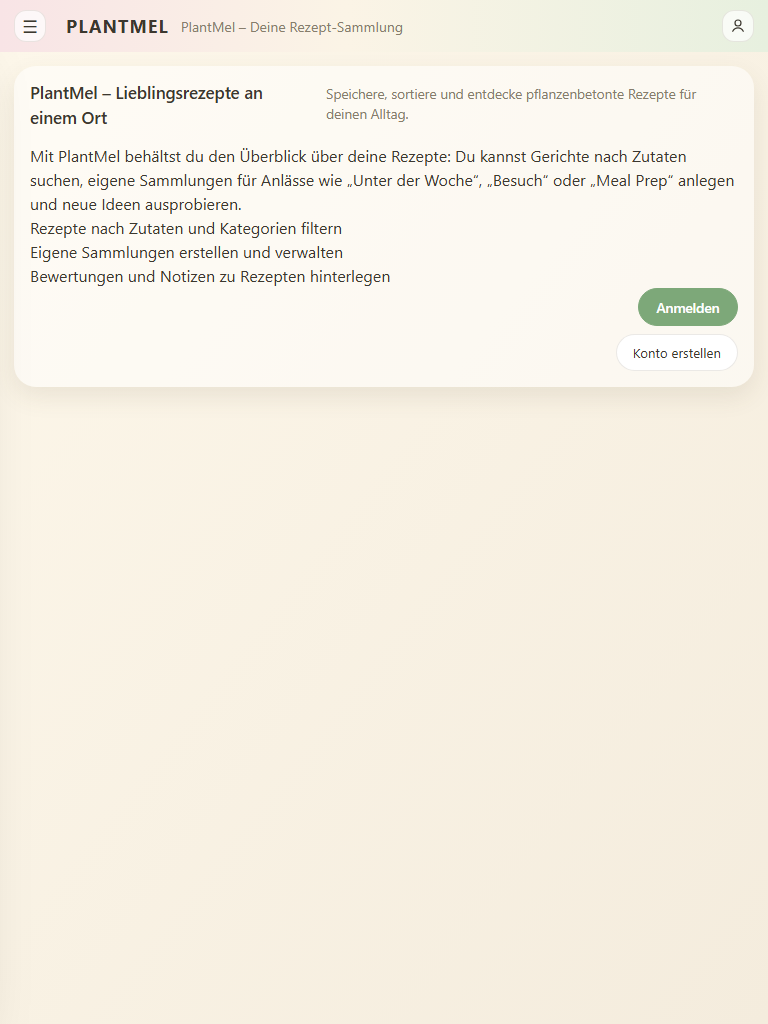 PLANTMEL PlantMel – Deine Rezept-Sammlung
PlantMel – Lieblingsrezepte an
einem Ort
Speichere, sortiere und entdecke pflanzenbetonte Rezepte für
deinen Alltag.
Mit PlantMel behältst du den Überblick über deine Rezepte: Du kannst Gerichte nach Zutaten
suchen, eigene Sammlungen für Anlässe wie „Unter der Woche“, „Besuch“ oder „Meal Prep“ anlegen
und neue Ideen ausprobieren.
Rezepte nach Zutaten und Kategorien filtern
Eigene Sammlungen erstellen und verwalten
Bewertungen und Notizen zu Rezepten hinterlegen
Anmelden
Konto erstellen